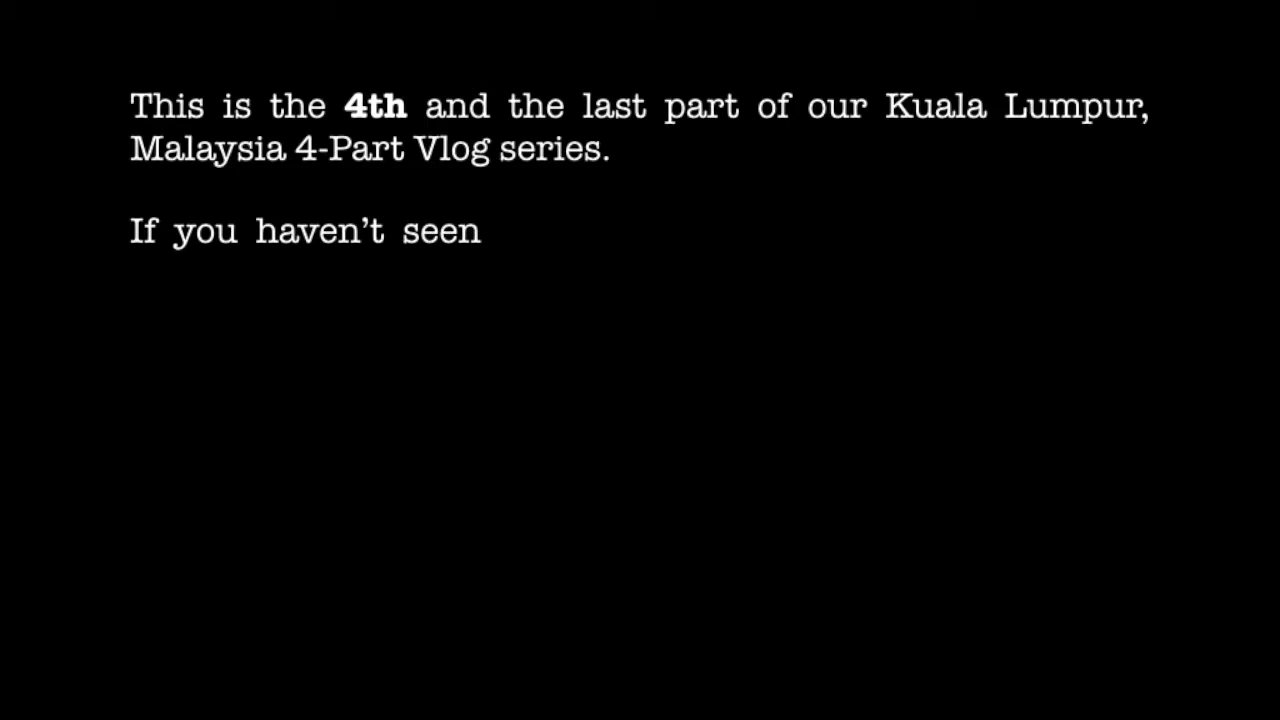 This is the 4th and the last part of our Kuala Lumpur,
Malaysia 4-Part Vlog series.
If you haven’t seen